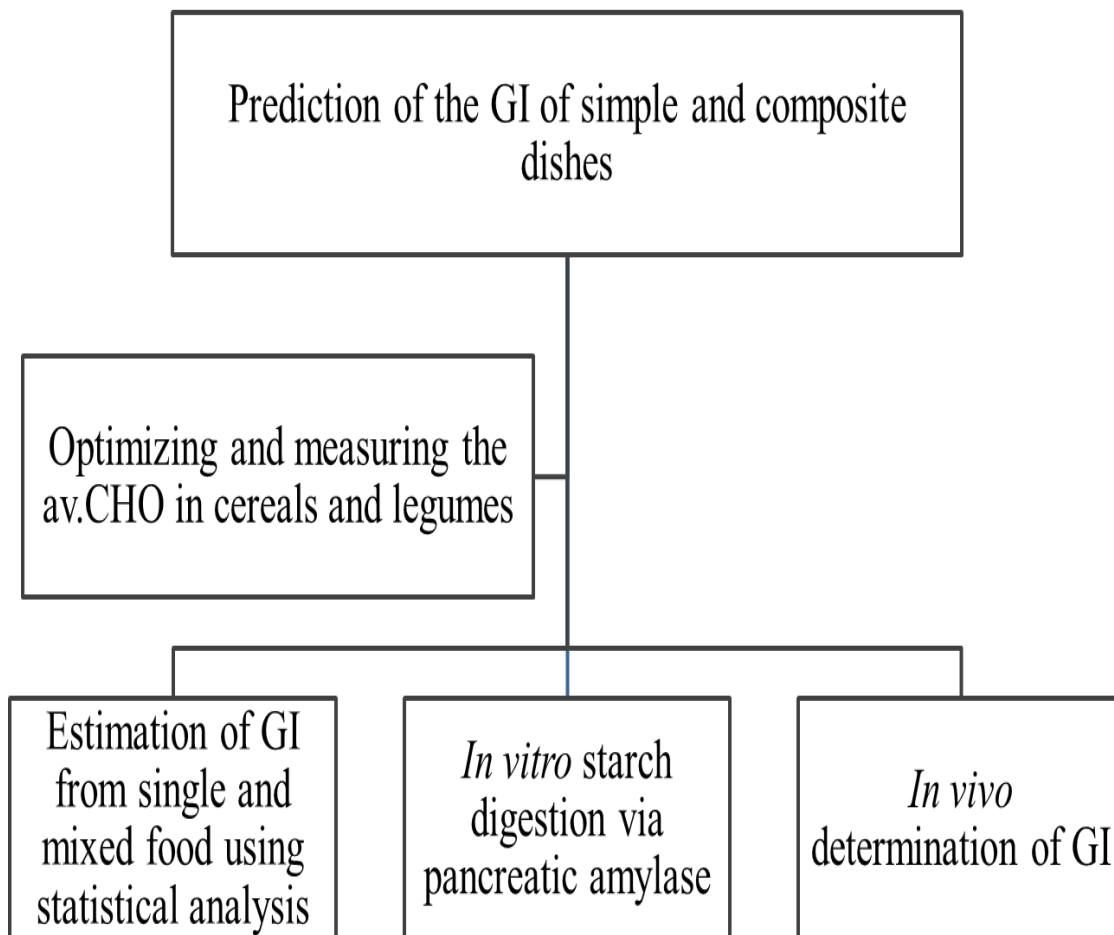 Prediction of the GI of simple and composite
dishes
Optimizing and measuring the
av.CHO in cereals and legumes
Estimation of GI
from single and
mixed food using
statistical analysis
In vitro starch
digestion via
pancreatic amylase
In vivo
determination of GI